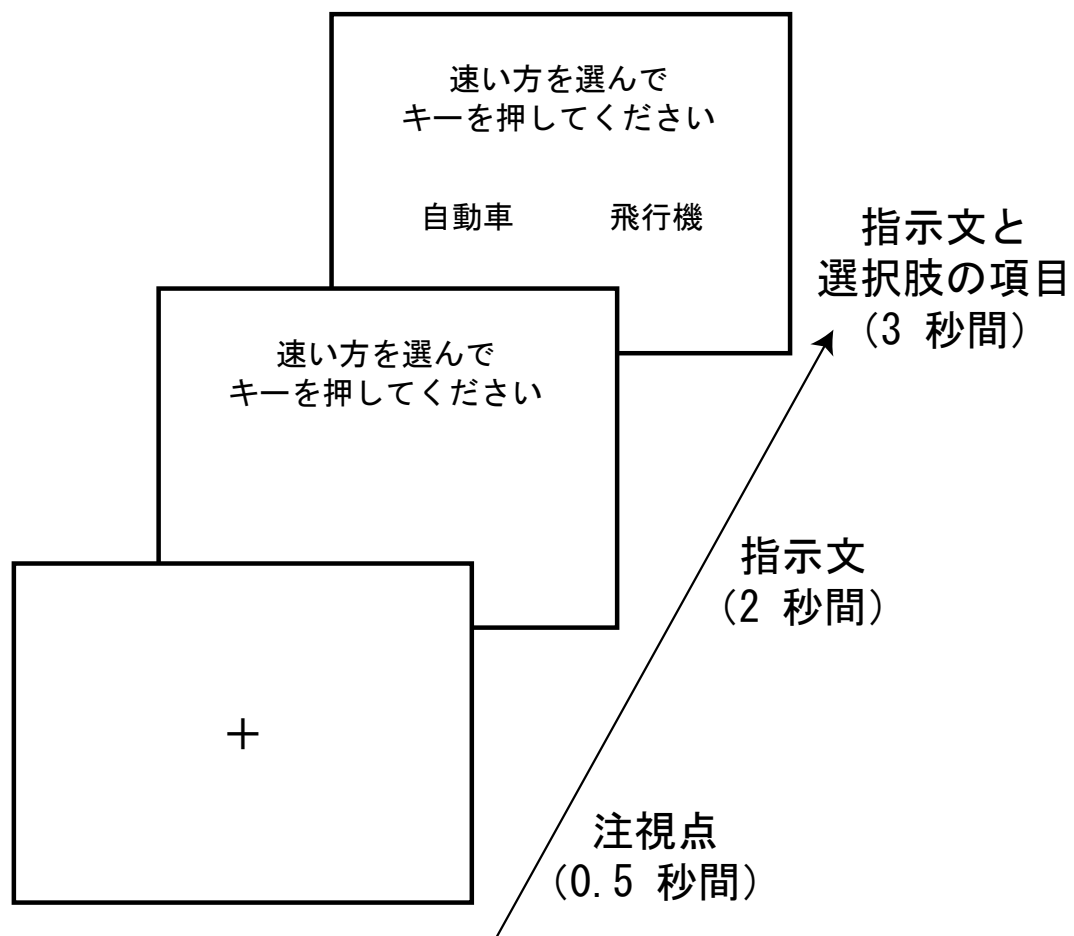 速い方を選んで
キーを押してください
自動車 飛行機
指示文と
選択肢の項目
(3 秒間)
速い方を選んで
キーを押してください
指示文
(2 秒間)
+
注視点
(0.5 秒間)